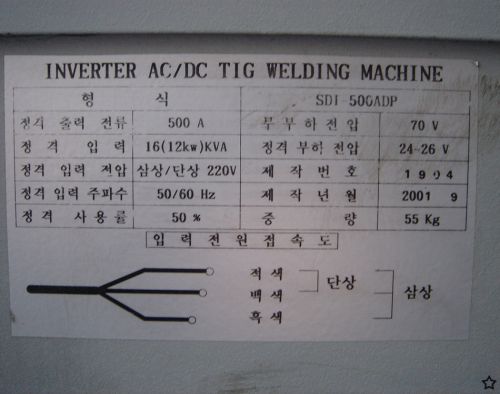 INVERTER AC/DC TIG WELDING MACHINE
형 식 SDI-500ADP
정격 출력 전류 500 A 무부하전압 70 V
정격 입력 16(12kw)KVA 정격부하전압 24-26 V
정격 입력 전압 삼상/단상 220V 제작번호 1904
정격 입력 주파수 50/60 Hz 제작년월 2001 9
정격 사용률 50 % 중 량 55 Kg
입력전원접속도
적색 단상
백색 삼상
흑색